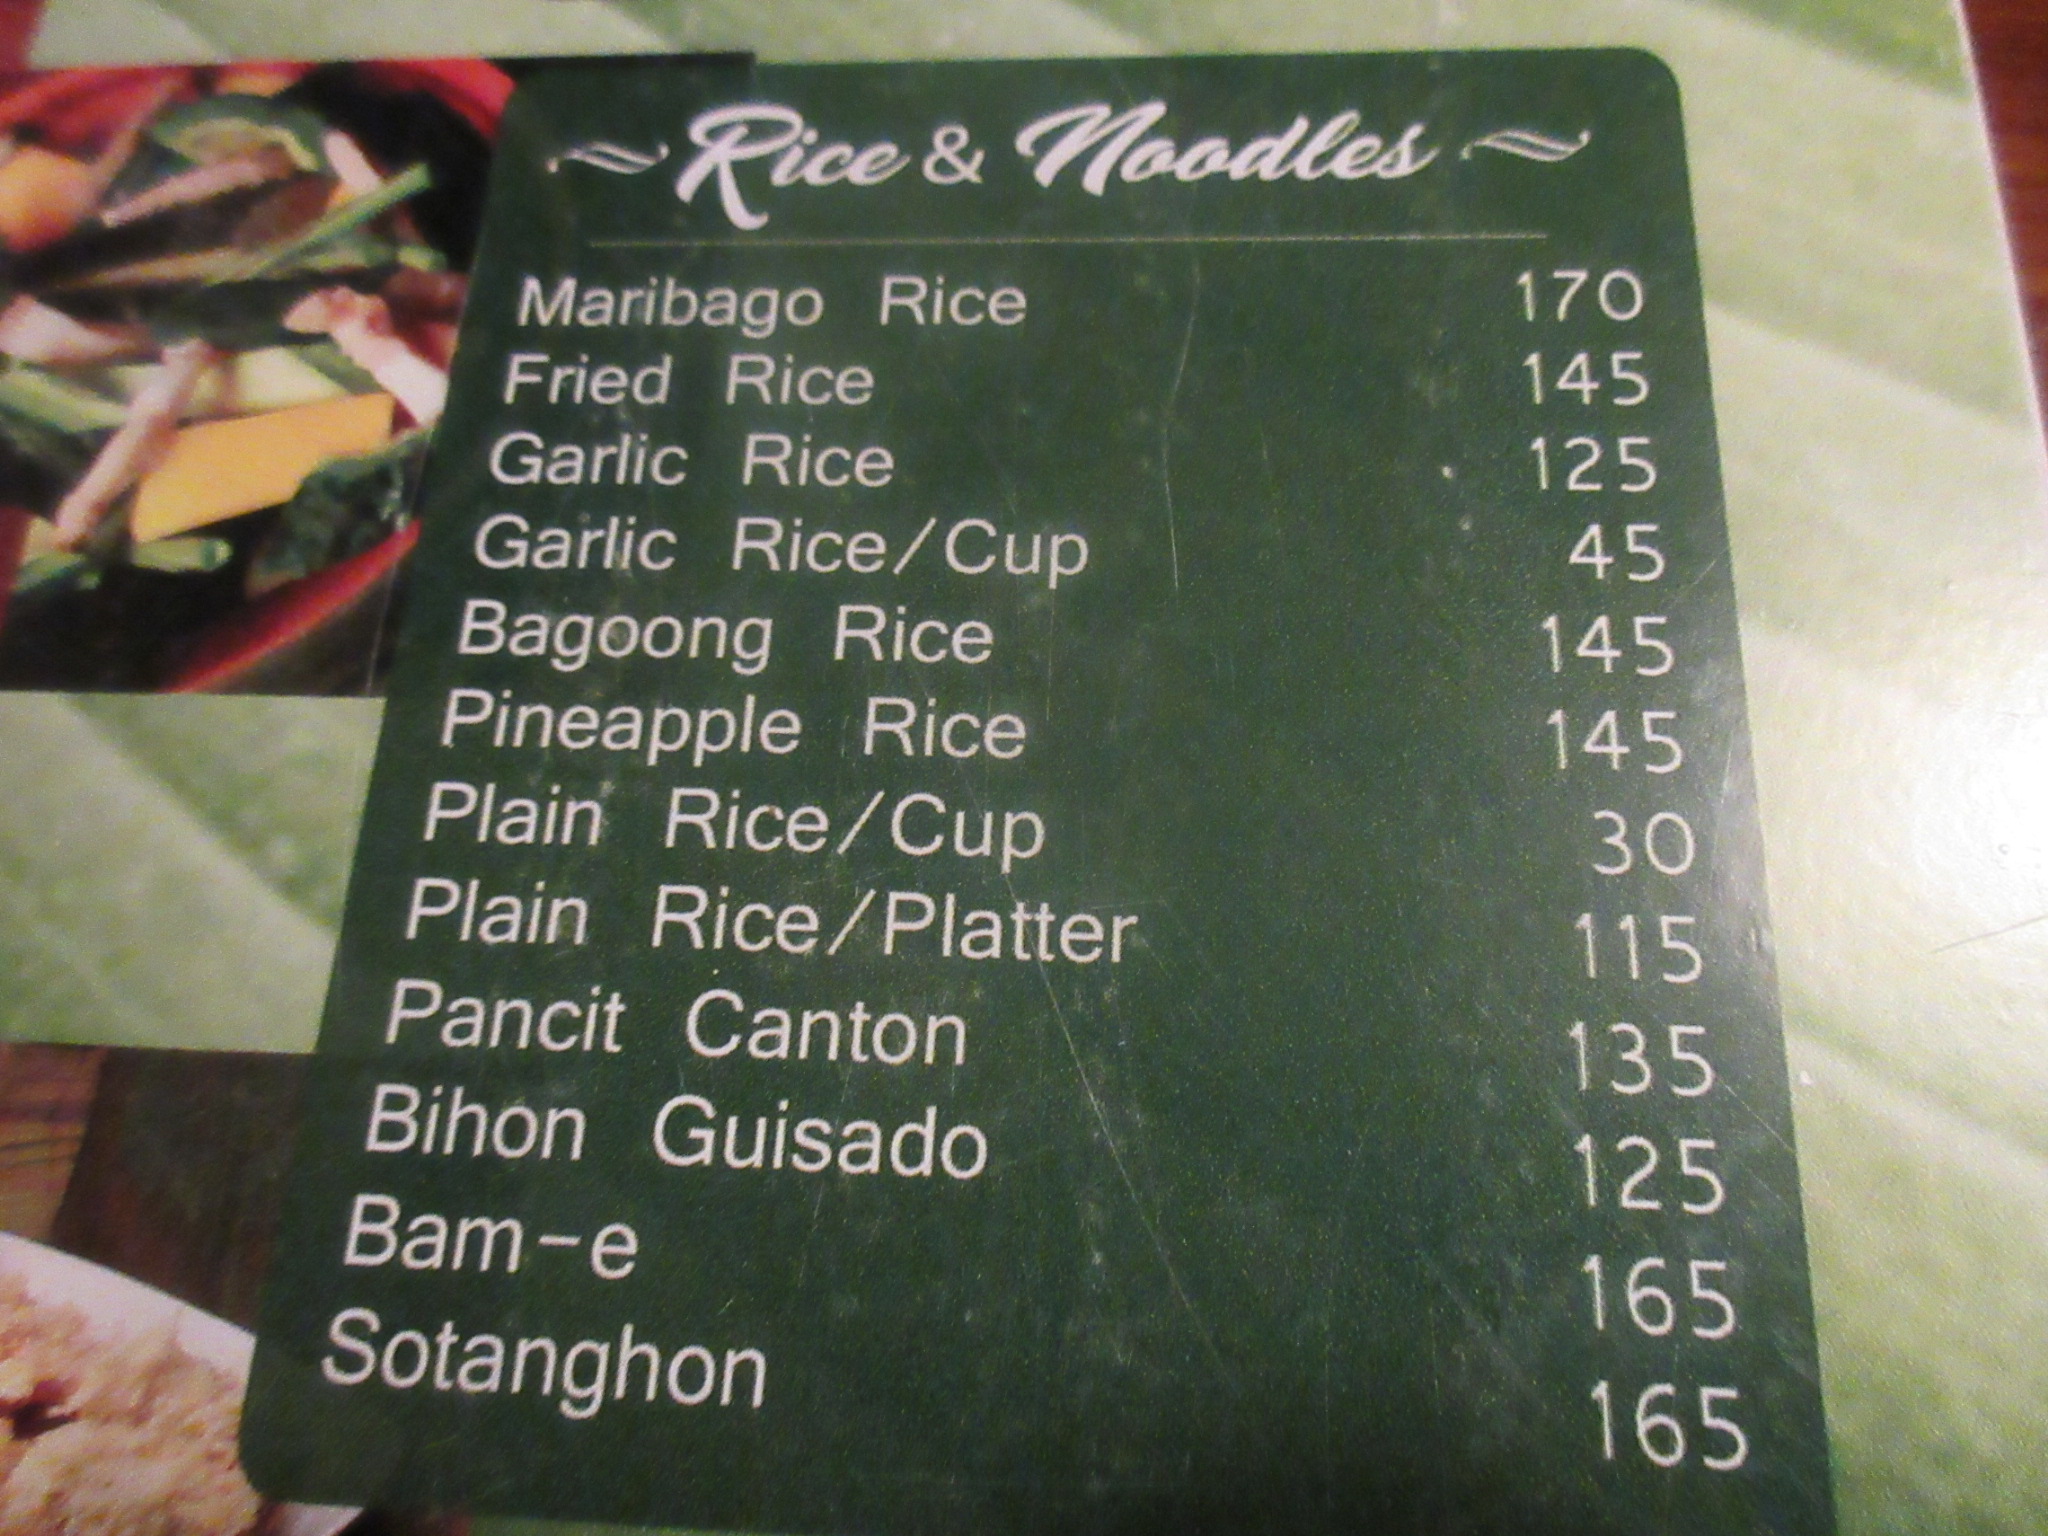 Rice & Noodles
Maribago Rice 170
Fried Rice 145
Garlic Rice 125
Garlic Rice/Cup 45
Bagoong Rice 145
Pineapple Rice 145
Plain Rice/Cup 30
Plain Rice/Platter 115
Pancit Canton 135
Bihon Guisado 125
Bam-e 165
Sotanghon 165